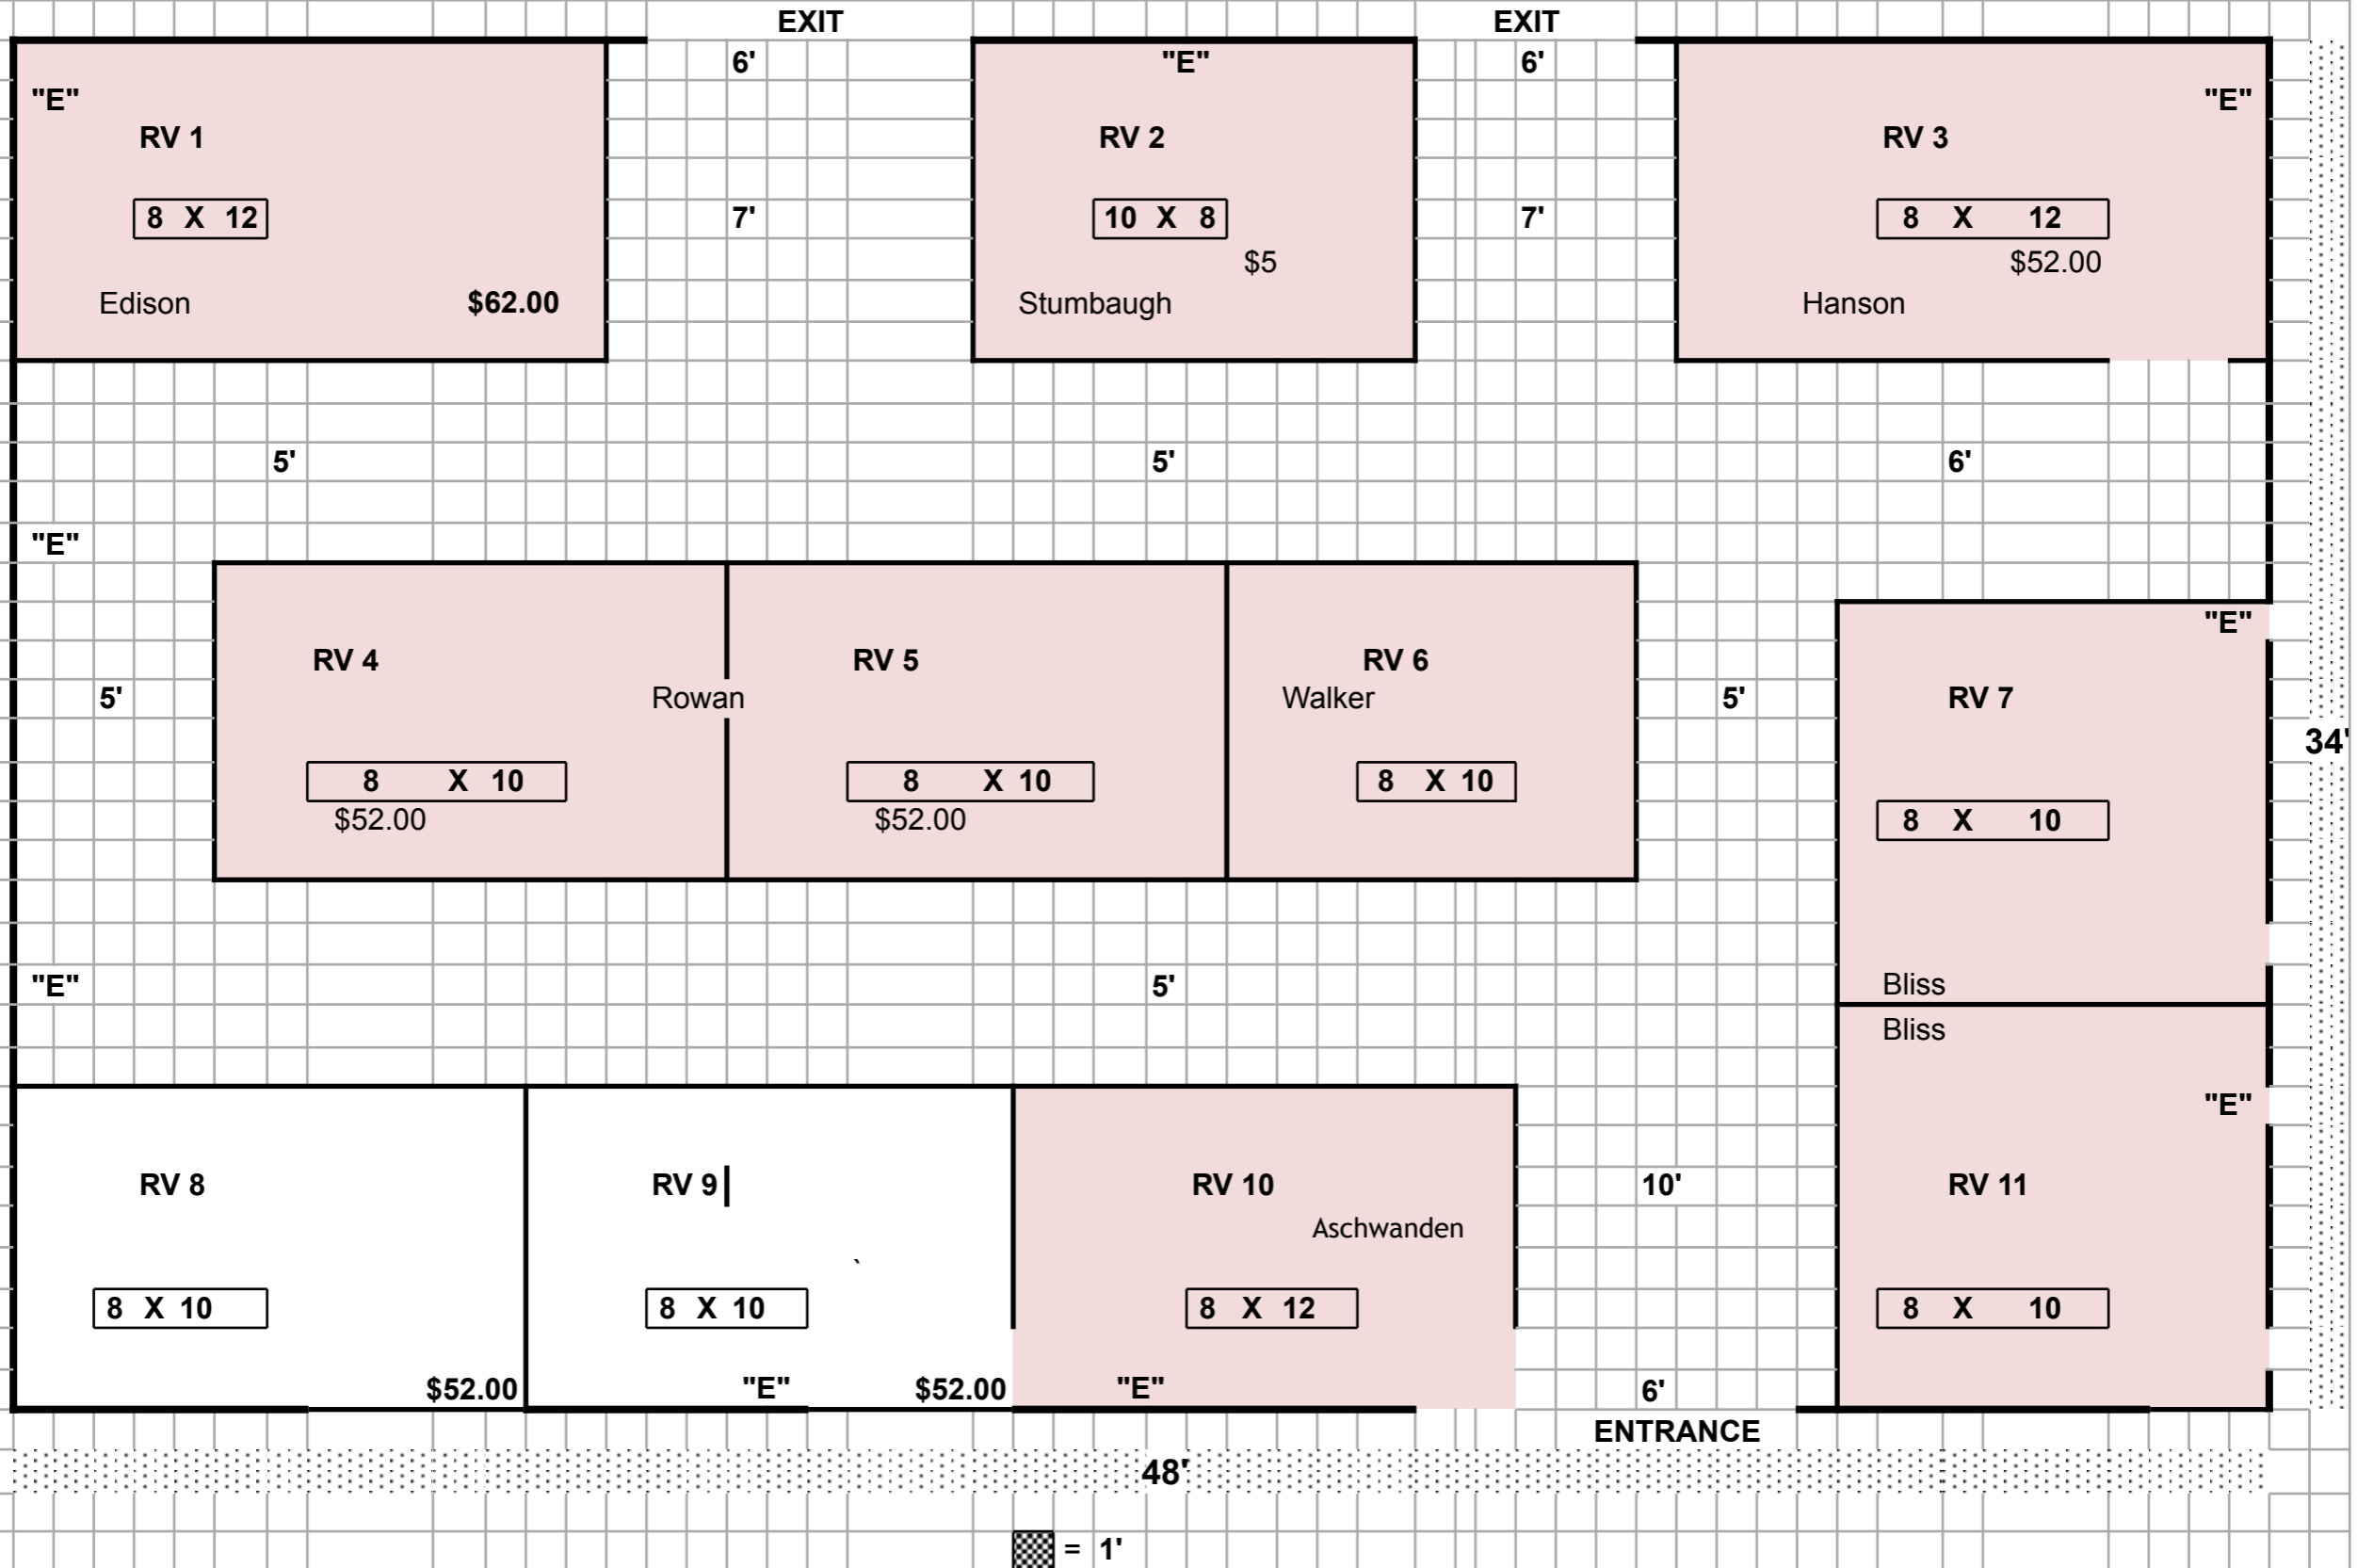 EXIT EXIT
6' "E" 6'
"E" "E"
RV 1 RV 2 RV 3
8 X 12 7' 10 X 8 7' 8 X 12
$5 $52.00
Edison $62.00 Stumbaugh Hanson
5' 5' 6'
"E"
"E"
RV 4 RV 5 RV 6
5' Rowan Walker 5' RV 7
34'
8 X 10 8 X 10 8 X 10
$52.00 $52.00 8 X 10
"E" 5' Bliss
Bliss
"E"
RV 8 RV 9 RV 10 10' RV 11
Aschwanden
`
8 X 10 8 X 10 8 X 12 8 X 10
$52.00 "E" $52.00 "E" 6'
ENTRANCE
48'
= 1'